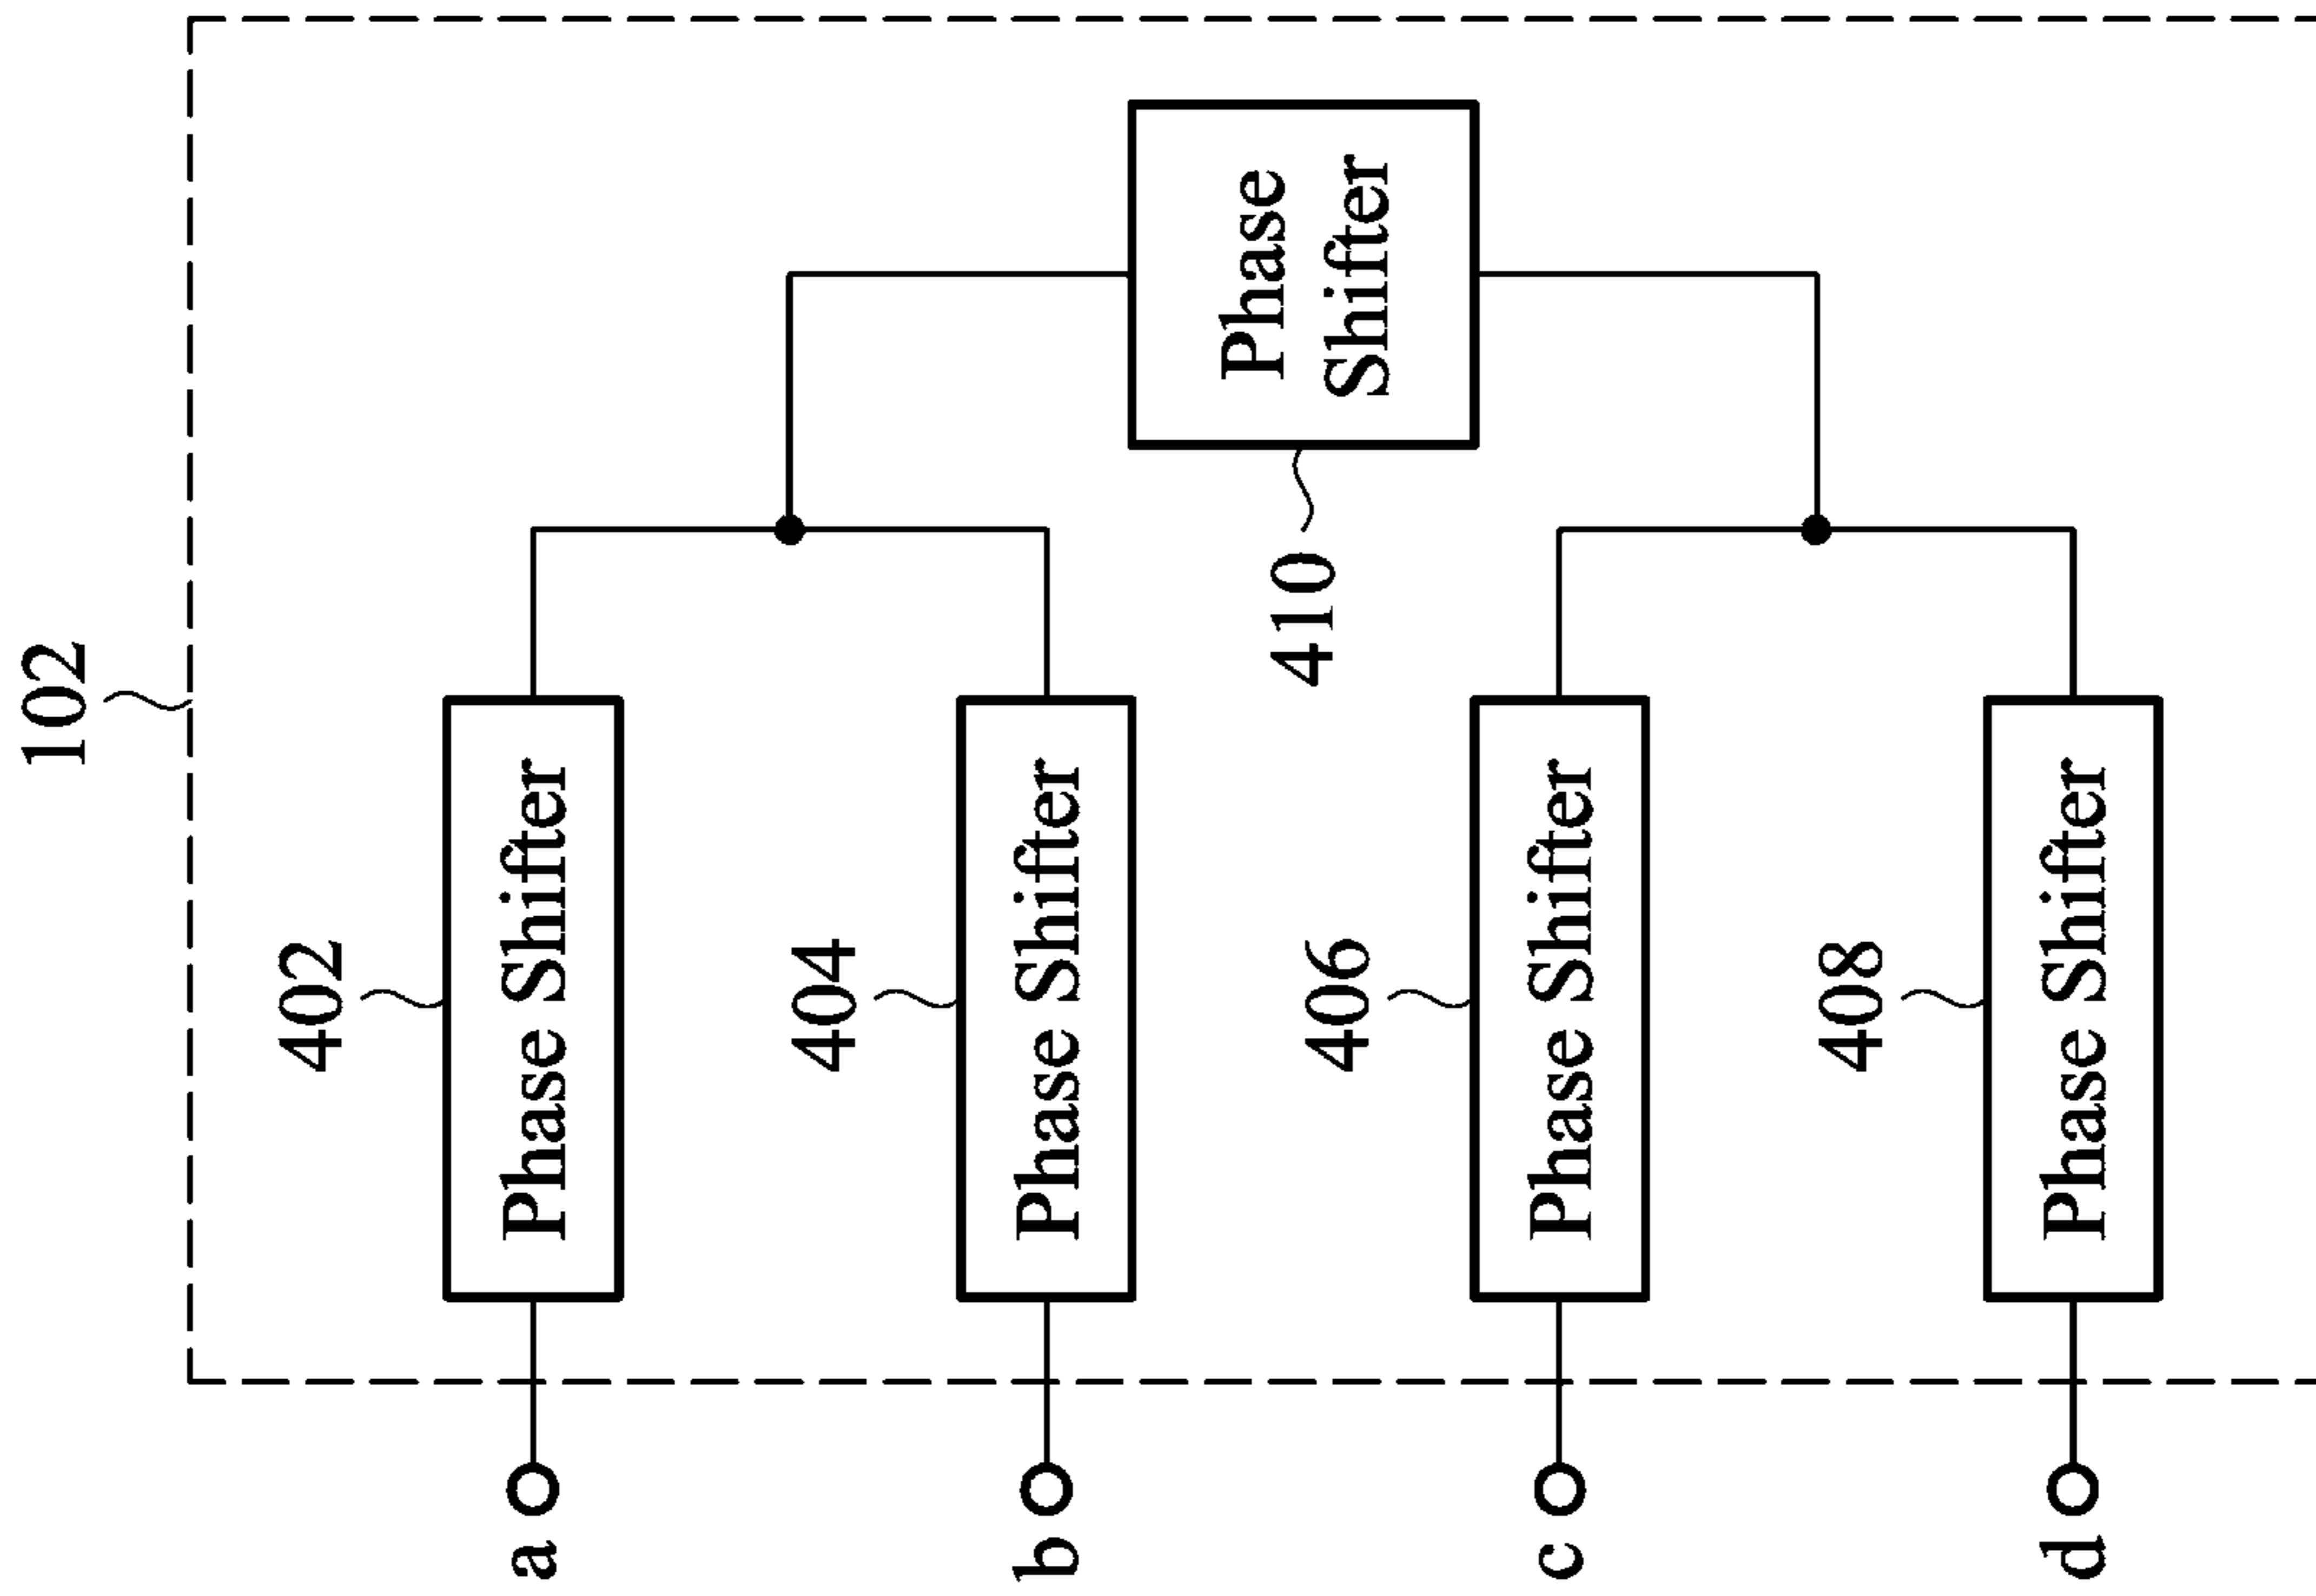 102
a
402
Phase Shifter
b
404
Phase Shifter
410
Phase
Shifter
c
406
Phase Shifter
d
408
Phase Shifter